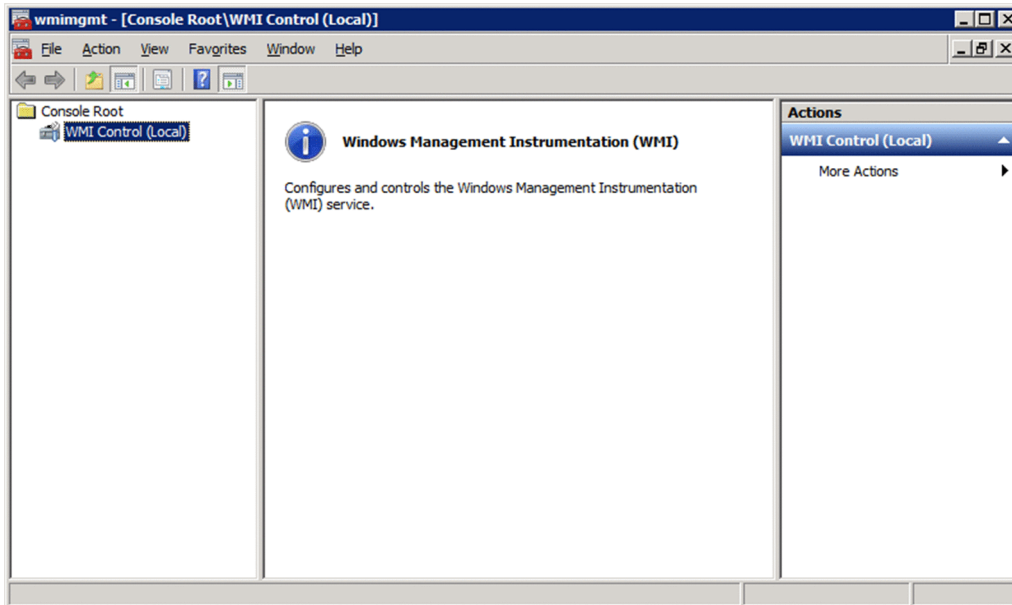 wmimgmt - [Console Root\WMI Control (Local)]
File Action View Favorites Window Help
Console Root
WMI Control (Local)
Windows Management Instrumentation (WMI)
Configures and controls the Windows Management Instrumentation
(WMI) service.
Actions
WMI Control (Local)
More Actions